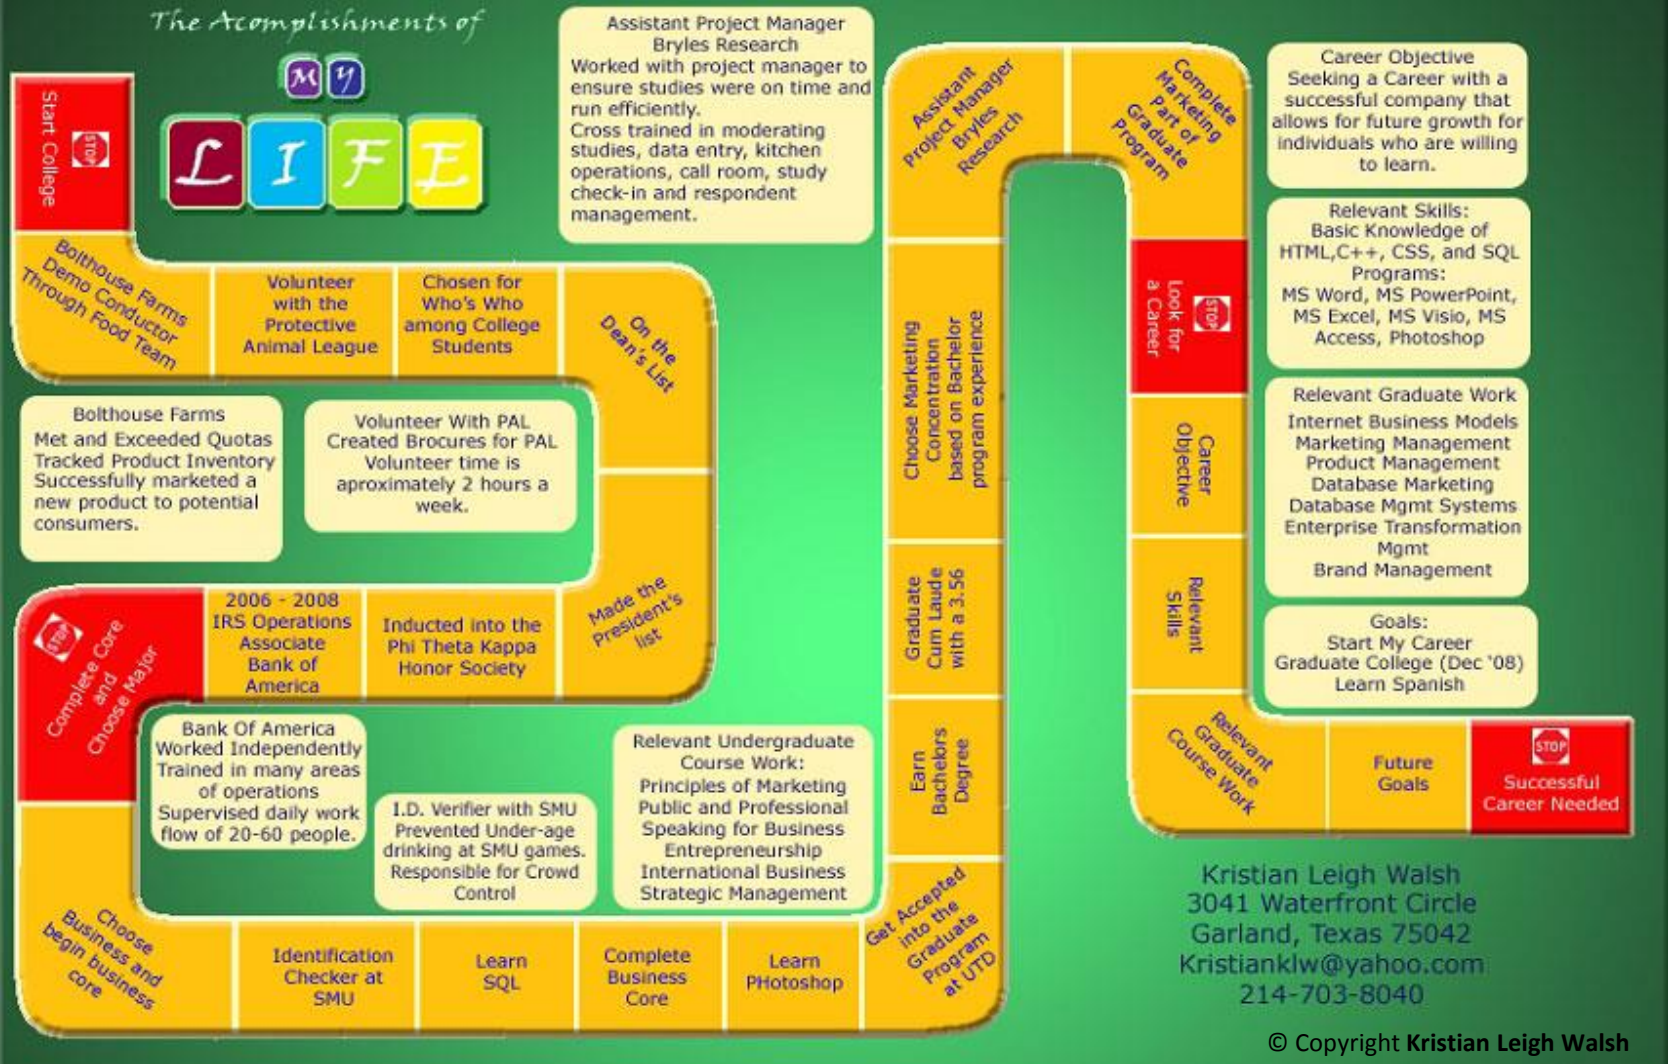 The Acomplishments of
MY
LIFE
STOP
Start College
Bolthouse Farms
Demo Conductor
Through Food Team
Volunteer
with the
Protective
Animal League
Chosen for
Who's Who
among College
Students
On the
Dean's List
Made the
President's
list
Inducted into the
Phi Theta Kappa
Honor Society
2006 - 2008
IRS Operations
Associate
Bank of
America
STOP
Complete Core
and
Choose Major
Choose
Business and
begin business
core
Identification
Checker at
SMU
Learn
SQL
Complete
Business
Core
Learn
PHotoshop
Get Accepted
into the
Graduate
Program
at UTD
Earn
Bachelors
Degree
Graduate
Cum Laude
with a 3.56
Choose Marketing
Concentration
based on Bachelor
program experience
Assistant
Project Manager
Bryles
Research
Complete
Marketing
Part of
Graduate
Program
STOP
Look for
a Career
Career
Objective
Relevant
Skills
Relevant
Graduate
Course Work
Future
Goals
STOP
Successful
Career Needed
Assistant Project Manager
Bryles Research
Worked with project manager to
ensure studies were on time and
run efficiently.
Cross trained in moderating
studies, data entry, kitchen
operations, call room, study
check-in and respondent
management.
Bolthouse Farms
Met and Exceeded Quotas
Tracked Product Inventory
Successfully marketed a
new product to potential
consumers.
Volunteer With PAL
Created Brocures for PAL
Volunteer time is
aproximately 2 hours a
week.
Bank Of America
Worked Independently
Trained in many areas
of operations
Supervised daily work
flow of 20-60 people.
I.D. Verifier with SMU
Prevented Under-age
drinking at SMU games.
Responsible for Crowd
Control
Relevant Undergraduate
Course Work:
Principles of Marketing
Public and Professional
Speaking for Business
Entrepreneurship
International Business
Strategic Management
Career Objective
Seeking a Career with a
successful company that
allows for future growth for
individuals who are willing
to learn.
Relevant Skills:
Basic Knowledge of
HTML,C++, CSS, and SQL
Programs:
MS Word, MS PowerPoint,
MS Excel, MS Visio, MS
Access, Photoshop
Relevant Graduate Work
Internet Business Models
Marketing Management
Product Management
Database Marketing
Database Mgmt Systems
Enterprise Transformation
Mgmt
Brand Management
Goals:
Start My Career
Graduate College (Dec '08)
Learn Spanish
Kristian Leigh Walsh
3041 Waterfront Circle
Garland, Texas 75042
Kristianklw@yahoo.com
214-703-8040
© Copyright Kristian Leigh Walsh